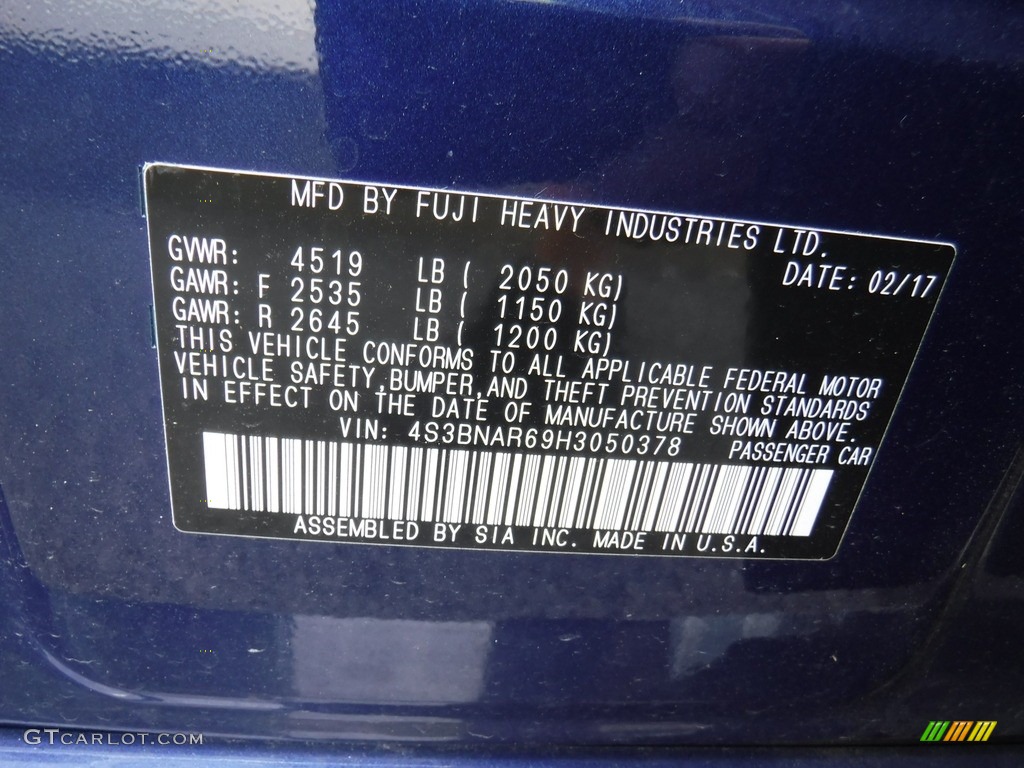 MFD BY FUJI HEAVY INDUSTRIES LTD.
GVWR: 4519 LB ( 2050 KG) DATE: 02/17
GAWR: F 2535 LB ( 1150 KG)
GAWR: R 2645 LB ( 1200 KG)
THIS VEHICLE CONFORMS TO ALL APPLICABLE FEDERAL MOTOR
VEHICLE SAFETY,BUMPER,AND THEFT PREVENTION STANDARDS
IN EFFECT ON THE DATE OF MANUFACTURE SHOWN ABOVE.
VIN: 4S3BNAR69H3050378 PASSENGER CAR
ASSEMBLED BY SIA INC. MADE IN U.S.A.
GTCARLOT.COM